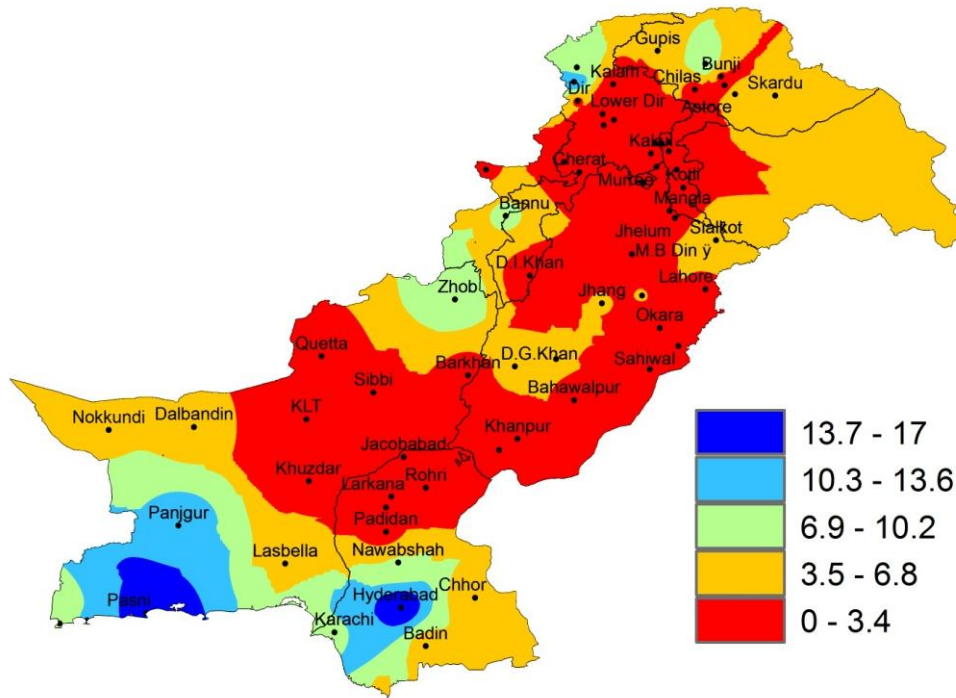 Gupis
Kalam
Chilas
Bunji
Skardu
Dir
Lower Dir
Astore
Cherat
Murree
Kotli
Mangla
Bannu
Sialkot
Jhelum
M.B Din ÿ
D.I.Khan
Lahore
Zhob
Jhang
Okara
Quetta
Barkhan
D.G.Khan
Sahiwal
Sibbi
Bahawalpur
Nokkundi
Dalbandin
KLT
Khanpur
Jacobabad
Khuzdar
Rohri
Larkana
Panjgur
Padidan
Lasbella
Nawabshah
Chhor
Pasni
Hyderabad
Karachi
Badin
13.7 - 17
10.3 - 13.6
6.9 - 10.2
3.5 - 6.8
0 - 3.4